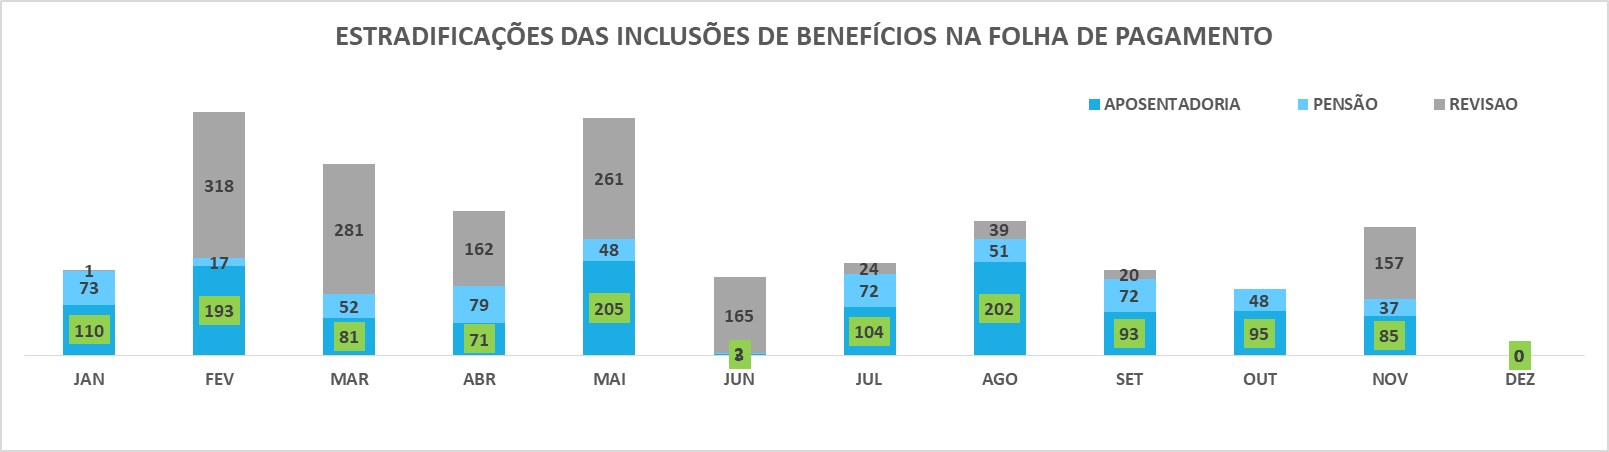 ESTRADIFICAÇÕES DAS INCLUSÕES DE BENEFÍCIOS NA FOLHA DE PAGAMENTO
APOSENTADORIA PENSÃO REVISAO
1 318 281 162 261 165 24 39 20 157
73 17 52 79 48 72 51 72 48 37
110 193 81 71 205 3 104 202 93 95 85 0
JAN FEV MAR ABR MAI JUN JUL AGO SET OUT NOV DEZ